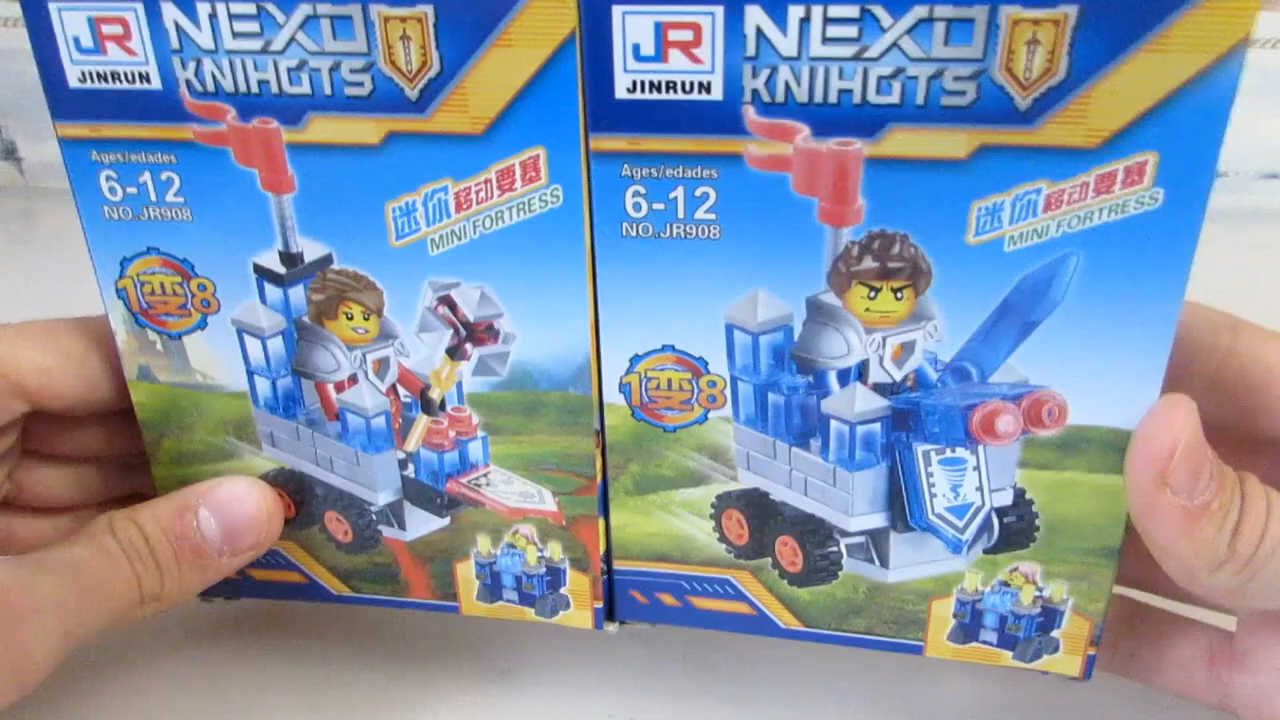 JR
JINRUN
NEXO
KNIHGTS
Ages/edades
6-12
NO.JR908
迷你移动要塞
MINI FORTRESS
1变8
JR
JINRUN
NEXO
KNIHGTS
Ages/edades
6-12
NO.JR908
迷你移动要塞
MINI FORTRESS
1变8